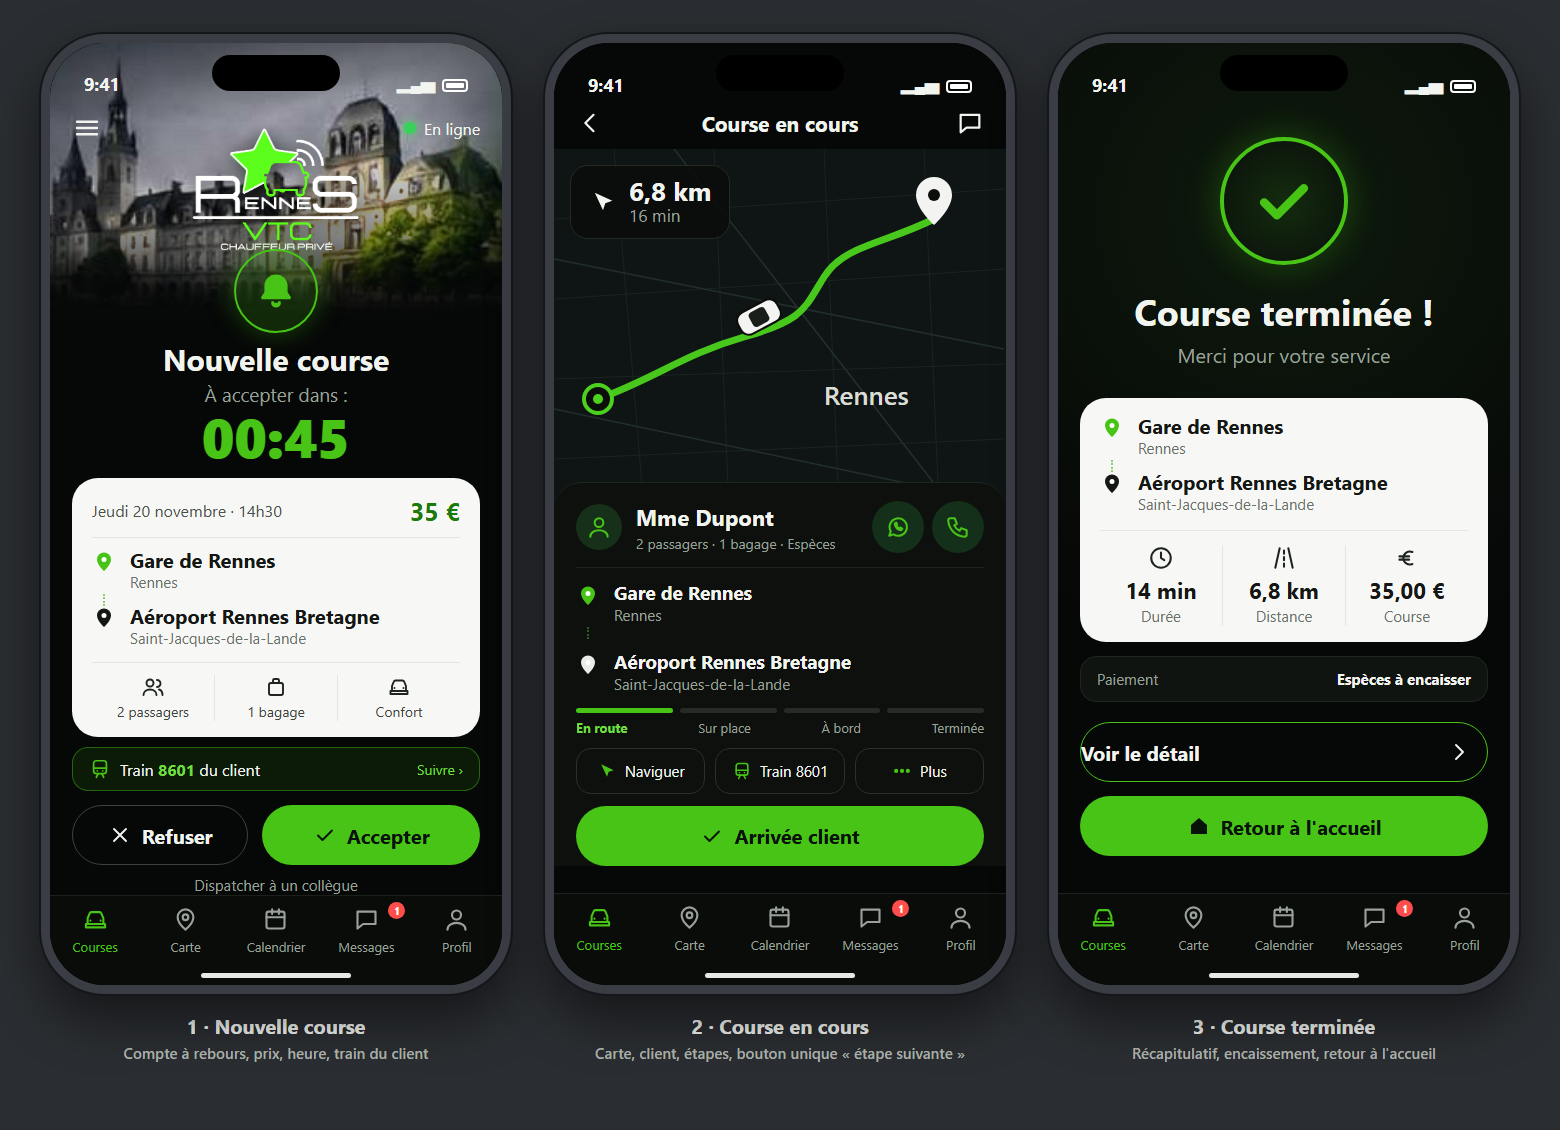 9:41
En ligne
RENNES
VTC
CHAUFFEUR PRIVÉ
Nouvelle course
À accepter dans :
00:45
Jeudi 20 novembre · 14h30
35 €
Gare de Rennes
Rennes
Aéroport Rennes Bretagne
Saint-Jacques-de-la-Lande
2 passagers
1 bagage
Confort
Train 8601 du client
Suivre ›
Refuser
Accepter
Dispatcher à un collègue
Courses
Carte
Calendrier
Messages
1
Profil
1 · Nouvelle course
Compte à rebours, prix, heure, train du client
9:41
Course en cours
6,8 km
16 min
Rennes
Mme Dupont
2 passagers · 1 bagage · Espèces
Gare de Rennes
Rennes
Aéroport Rennes Bretagne
Saint-Jacques-de-la-Lande
En route
Sur place
À bord
Terminée
Naviguer
Train 8601
Plus
Arrivée client
Courses
Carte
Calendrier
Messages
1
Profil
2 · Course en cours
Carte, client, étapes, bouton unique « étape suivante »
9:41
Course terminée !
Merci pour votre service
Gare de Rennes
Rennes
Aéroport Rennes Bretagne
Saint-Jacques-de-la-Lande
14 min
Durée
6,8 km
Distance
35,00 €
Course
Paiement
Espèces à encaisser
Voir le détail
Retour à l'accueil
Courses
Carte
Calendrier
Messages
1
Profil
3 · Course terminée
Récapitulatif, encaissement, retour à l'accueil